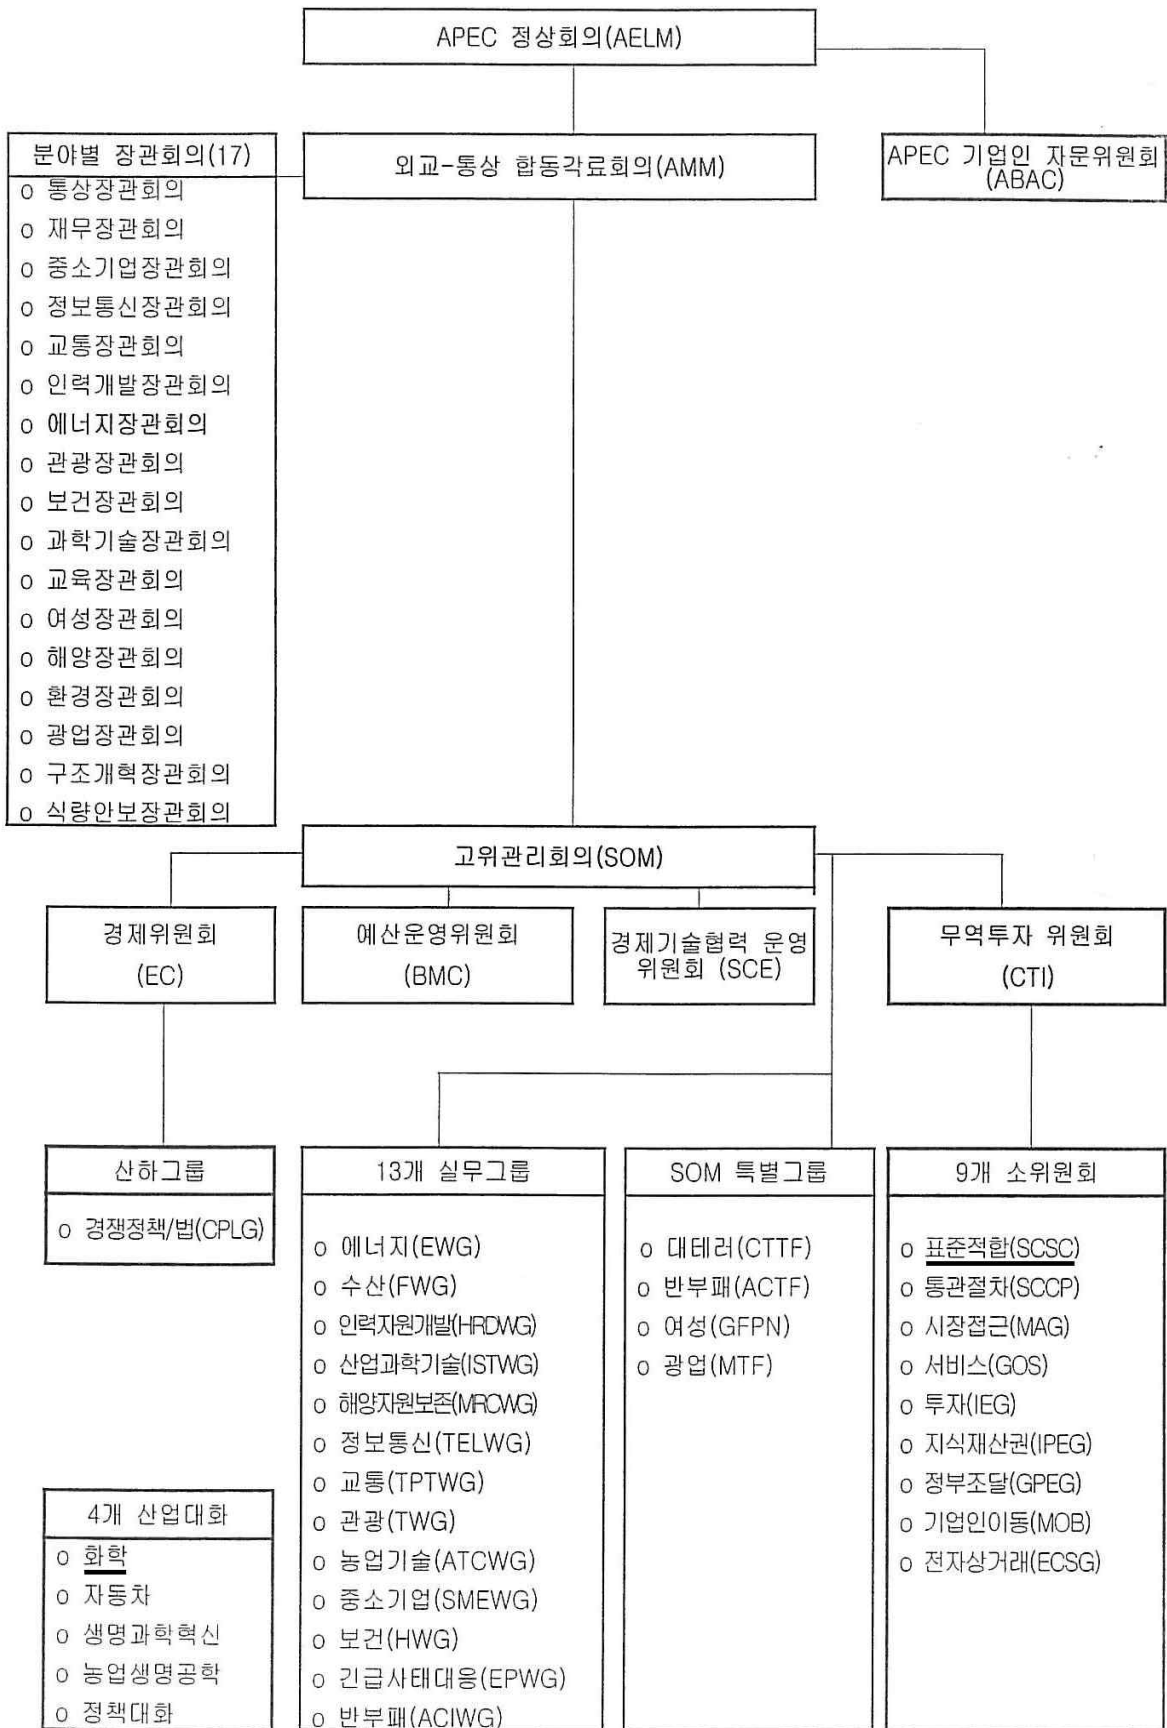 APEC 정상회의(AELM)
분야별 장관회의(17)
o 통상장관회의
o 재무장관회의
o 중소기업장관회의
o 정보통신장관회의
o 교통장관회의
o 인력개발장관회의
o 에너지장관회의
o 관광장관회의
o 보건장관회의
o 과학기술장관회의
o 교육장관회의
o 여성장관회의
o 해양장관회의
o 환경장관회의
o 광업장관회의
o 구조개혁장관회의
o 식량안보장관회의
외교-통상 합동각료회의(AMM)
APEC 기업인 자문위원회
(ABAC)
고위관리회의(SOM)
경제위원회
(EC)
예산운영위원회
(BMC)
경제기술협력 운영
위원회 (SCE)
무역투자 위원회
(CTI)
산하그룹
o 경쟁정책/법(CPLG)
4개 산업대화
o 화학
o 자동차
o 생명과학혁신
o 농업생명공학
o 정책대화
13개 실무그룹
o 에너지(EWG)
o 수산(FWG)
o 인력자원개발(HRDWG)
o 산업과학기술(ISTWG)
o 해양자원보존(MRCWG)
o 정보통신(TELWG)
o 교통(TPTWG)
o 관광(TWG)
o 농업기술(ATCWG)
o 중소기업(SMEWG)
o 보건(HWG)
o 긴급사태대응(EPWG)
o 반부패(ACIWG)
SOM 특별그룹
o 대테러(CTTF)
o 반부패(ACTF)
o 여성(GFPN)
o 광업(MTF)
9개 소위원회
o 표준적합(SCSC)
o 통관절차(SCCP)
o 시장접근(MAG)
o 서비스(GOS)
o 투자(IEG)
o 지식재산권(IPEG)
o 정부조달(GPEG)
o 기업인이동(MOB)
o 전자상거래(ECSG)